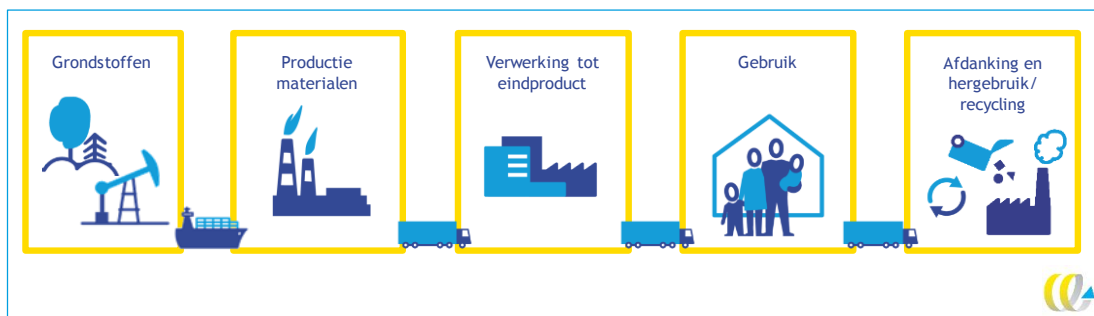 Grondstoffen
Productie
materialen
Verwerking tot
eindproduct
Gebruik
Afdanking en
hergebruik/
recycling